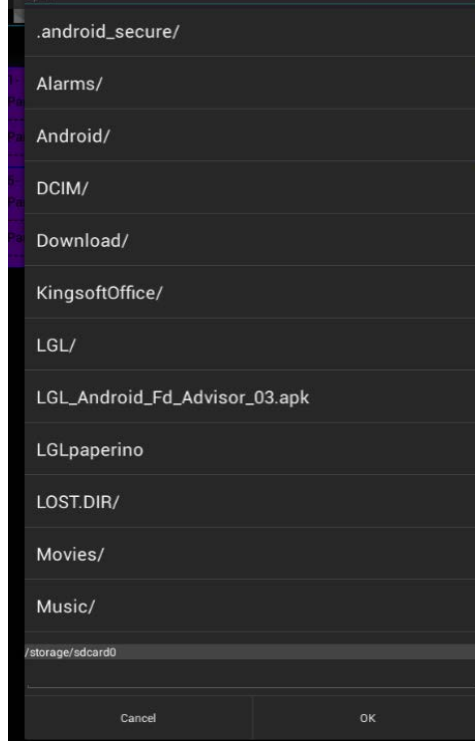 .android_secure/
Alarms/
Android/
DCIM/
Download/
KingsoftOffice/
LGL/
LGL_Android_Fd_Advisor_03.apk
LGLpaperino
LOST.DIR/
Movies/
Music/
/storage/sdcard0
Cancel OK